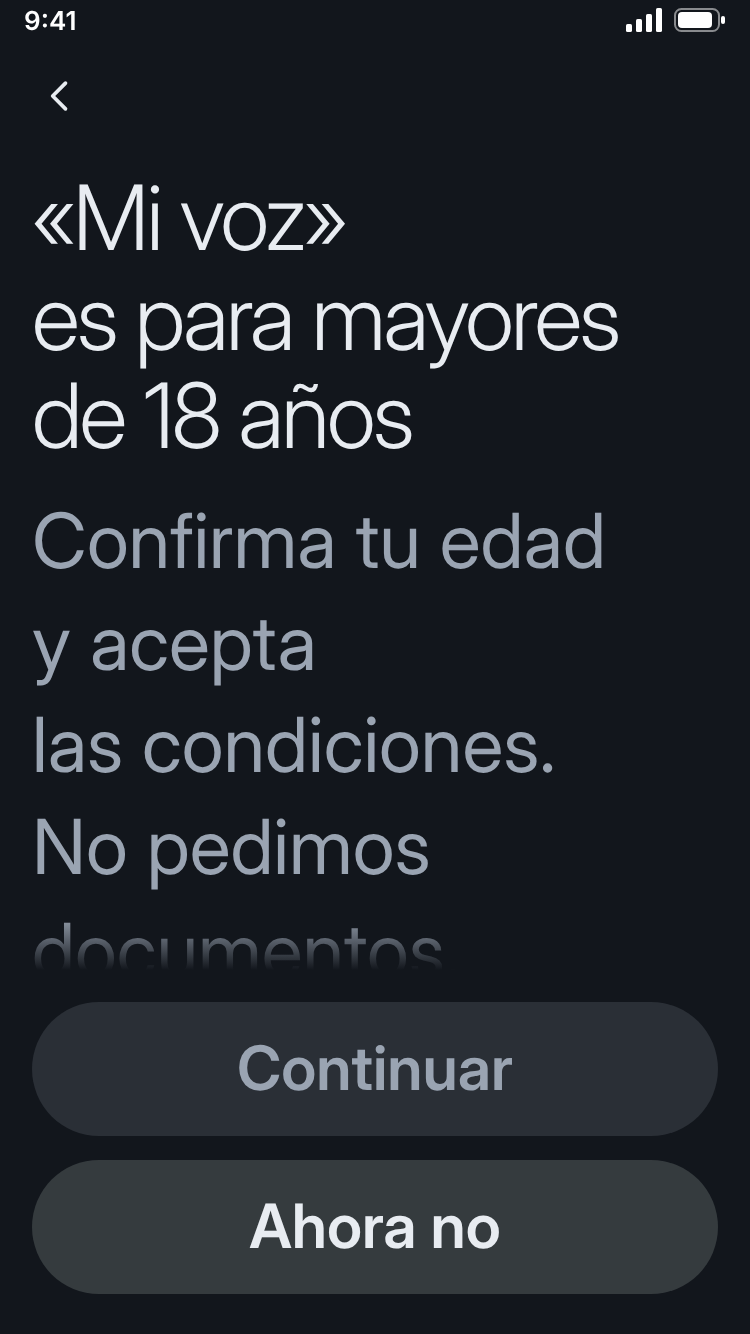 9:41
«Mi voz»
es para mayores
de 18 años
Confirma tu edad
y acepta
las condiciones.
No pedimos
documentos
Continuar
Ahora no